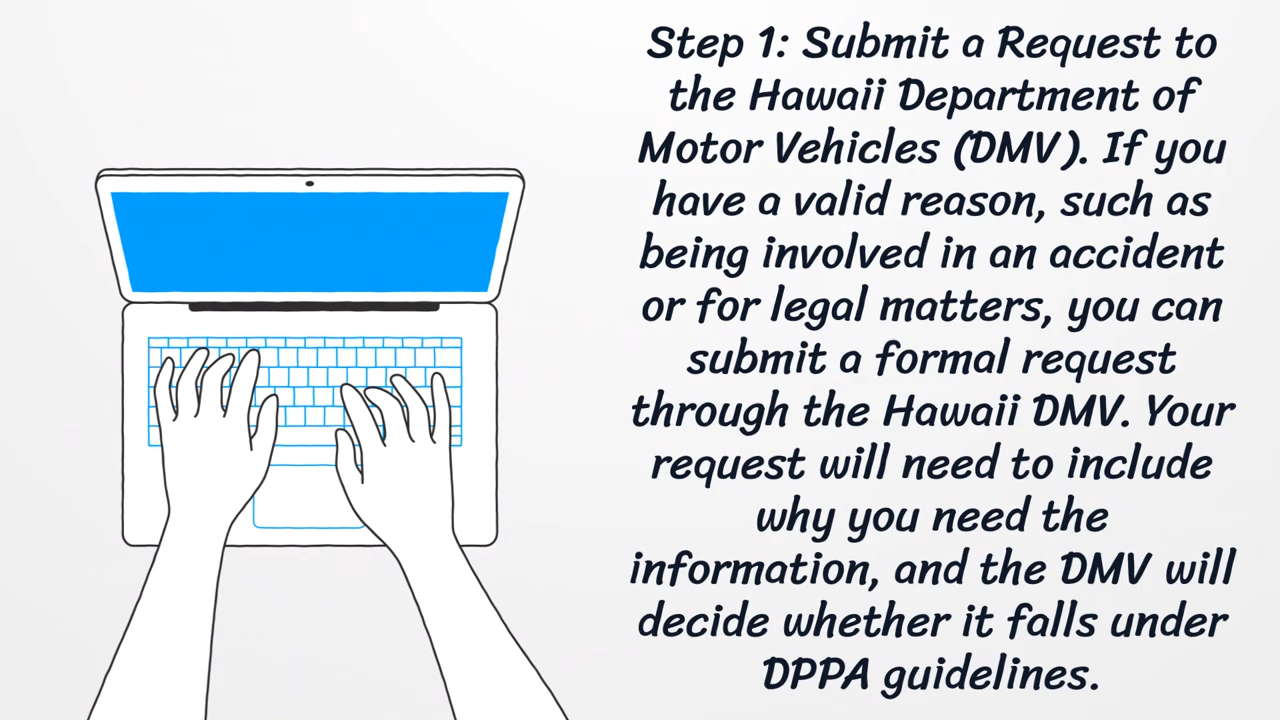 Step 1: Submit a Request to
the Hawaii Department of
Motor Vehicles (DMV). If you
have a valid reason, such as
being involved in an accident
or for legal matters, you can
submit a formal request
through the Hawaii DMV. Your
request will need to include
why you need the
information, and the DMV will
decide whether it falls under
DPPA guidelines.